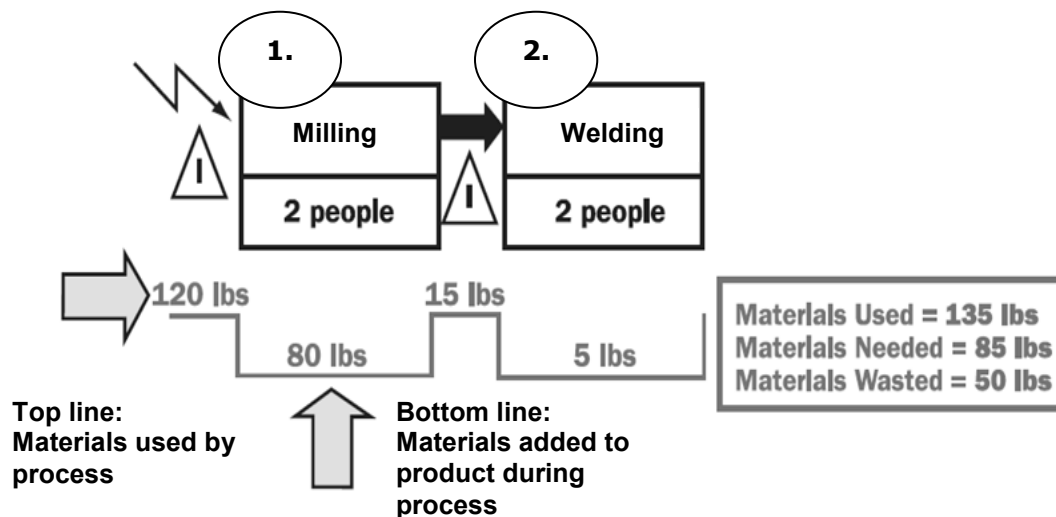 1.
2.
Milling
Welding
I
I
2 people
2 people
120 lbs
15 lbs
80 lbs
5 lbs
Materials Used = 135 lbs
Materials Needed = 85 lbs
Materials Wasted = 50 lbs
Top line:
Materials used by
process
Bottom line:
Materials added to
product during
process